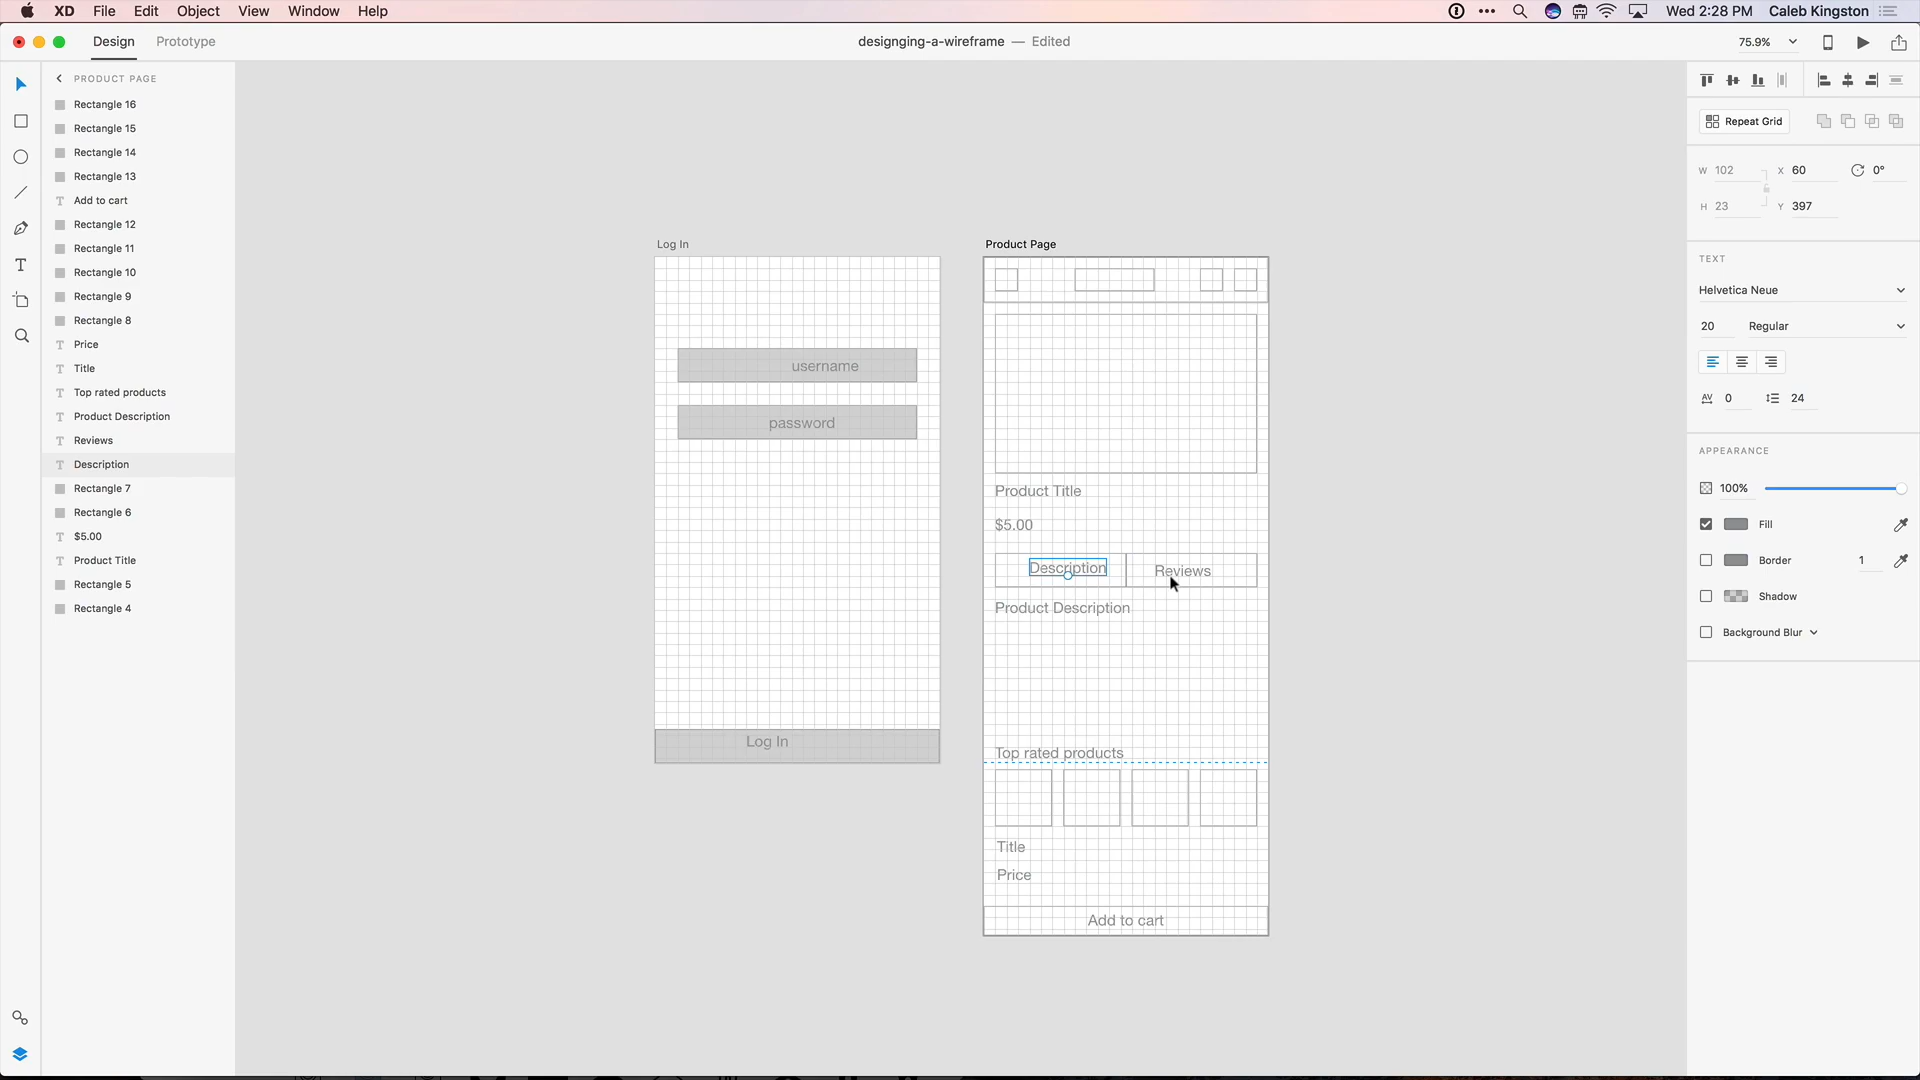 XD File Edit Object View Window Help
Wed 2:28 PM Caleb Kingston
Design Prototype
designging-a-wireframe — Edited
75.9%
PRODUCT PAGE
Rectangle 16
Rectangle 15
Rectangle 14
Rectangle 13
T Add to cart
Rectangle 12
Rectangle 11
Rectangle 10
Rectangle 9
Rectangle 8
T Price
T Title
T Top rated products
T Product Description
T Reviews
T Description
Rectangle 7
Rectangle 6
T $5.00
T Product Title
Rectangle 5
Rectangle 4
Log In
username
password
Log In
Product Page
Product Title
$5.00
Description Reviews
Product Description
Top rated products
Title
Price
Add to cart
Repeat Grid
W 102 X 60 0°
H 23 Y 397
TEXT
Helvetica Neue
20 Regular
AV 0 24
APPEARANCE
100%
Fill
Border 1
Shadow
Background Blur